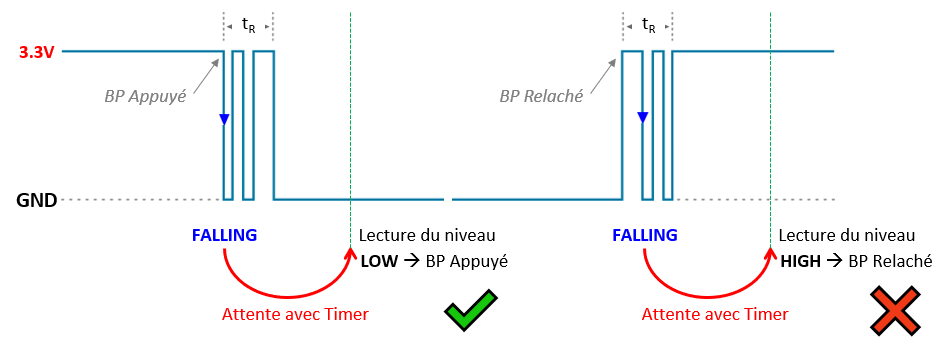 tR
tR
3.3V
BP Appuyé
BP Relaché
GND
FALLING
Lecture du niveau
LOW → BP Appuyé
Attente avec Timer
FALLING
Lecture du niveau
HIGH → BP Relaché
Attente avec Timer